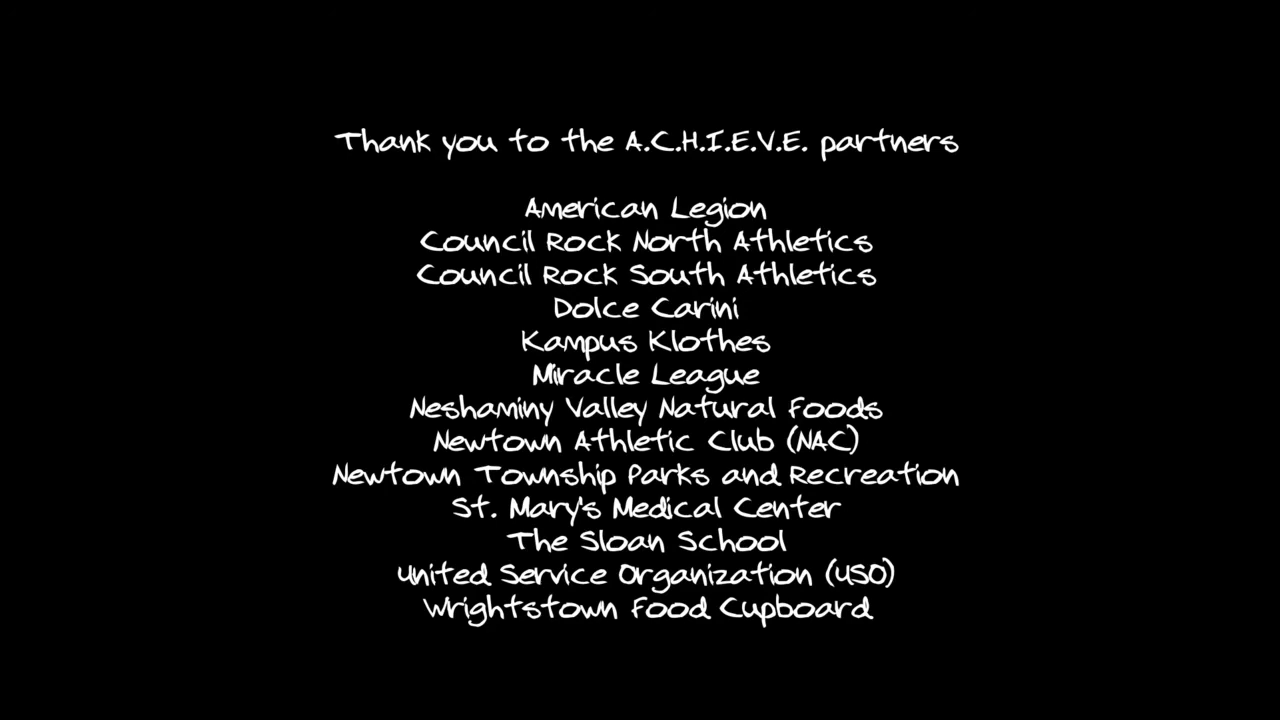 Thank you to the A.C.H.I.E.V.E. partners
American Legion
Council Rock North Athletics
Council Rock South Athletics
Dolce Carini
Kampus Klothes
Miracle League
Neshaminy Valley Natural Foods
Newtown Athletic Club (NAC)
Newtown Township Parks and Recreation
St. Mary's Medical Center
The Sloan School
United Service Organization (USO)
Wrightstown Food Cupboard